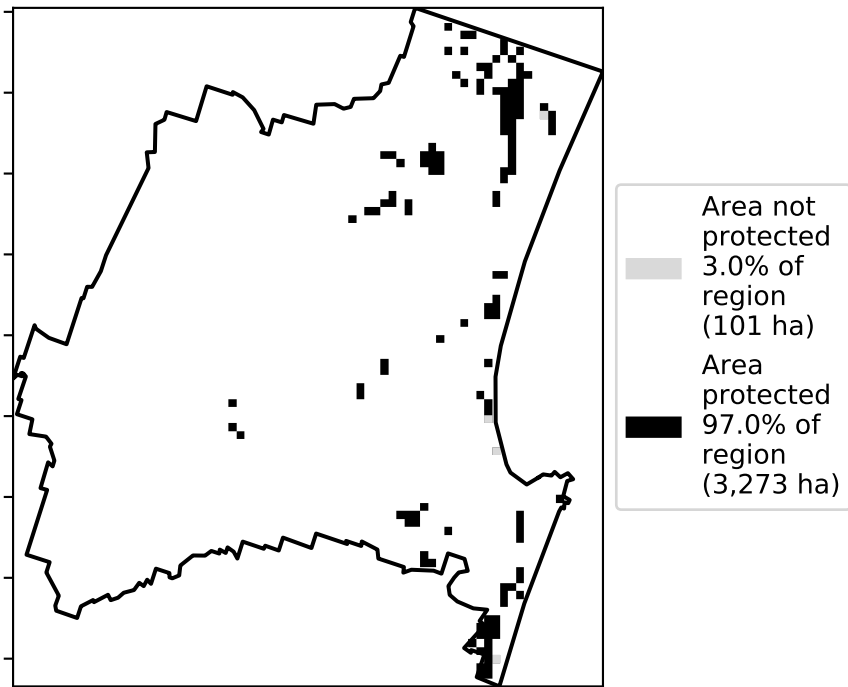 Area not
protected
3.0% of
region
(101 ha)
Area
protected
97.0% of
region
(3,273 ha)